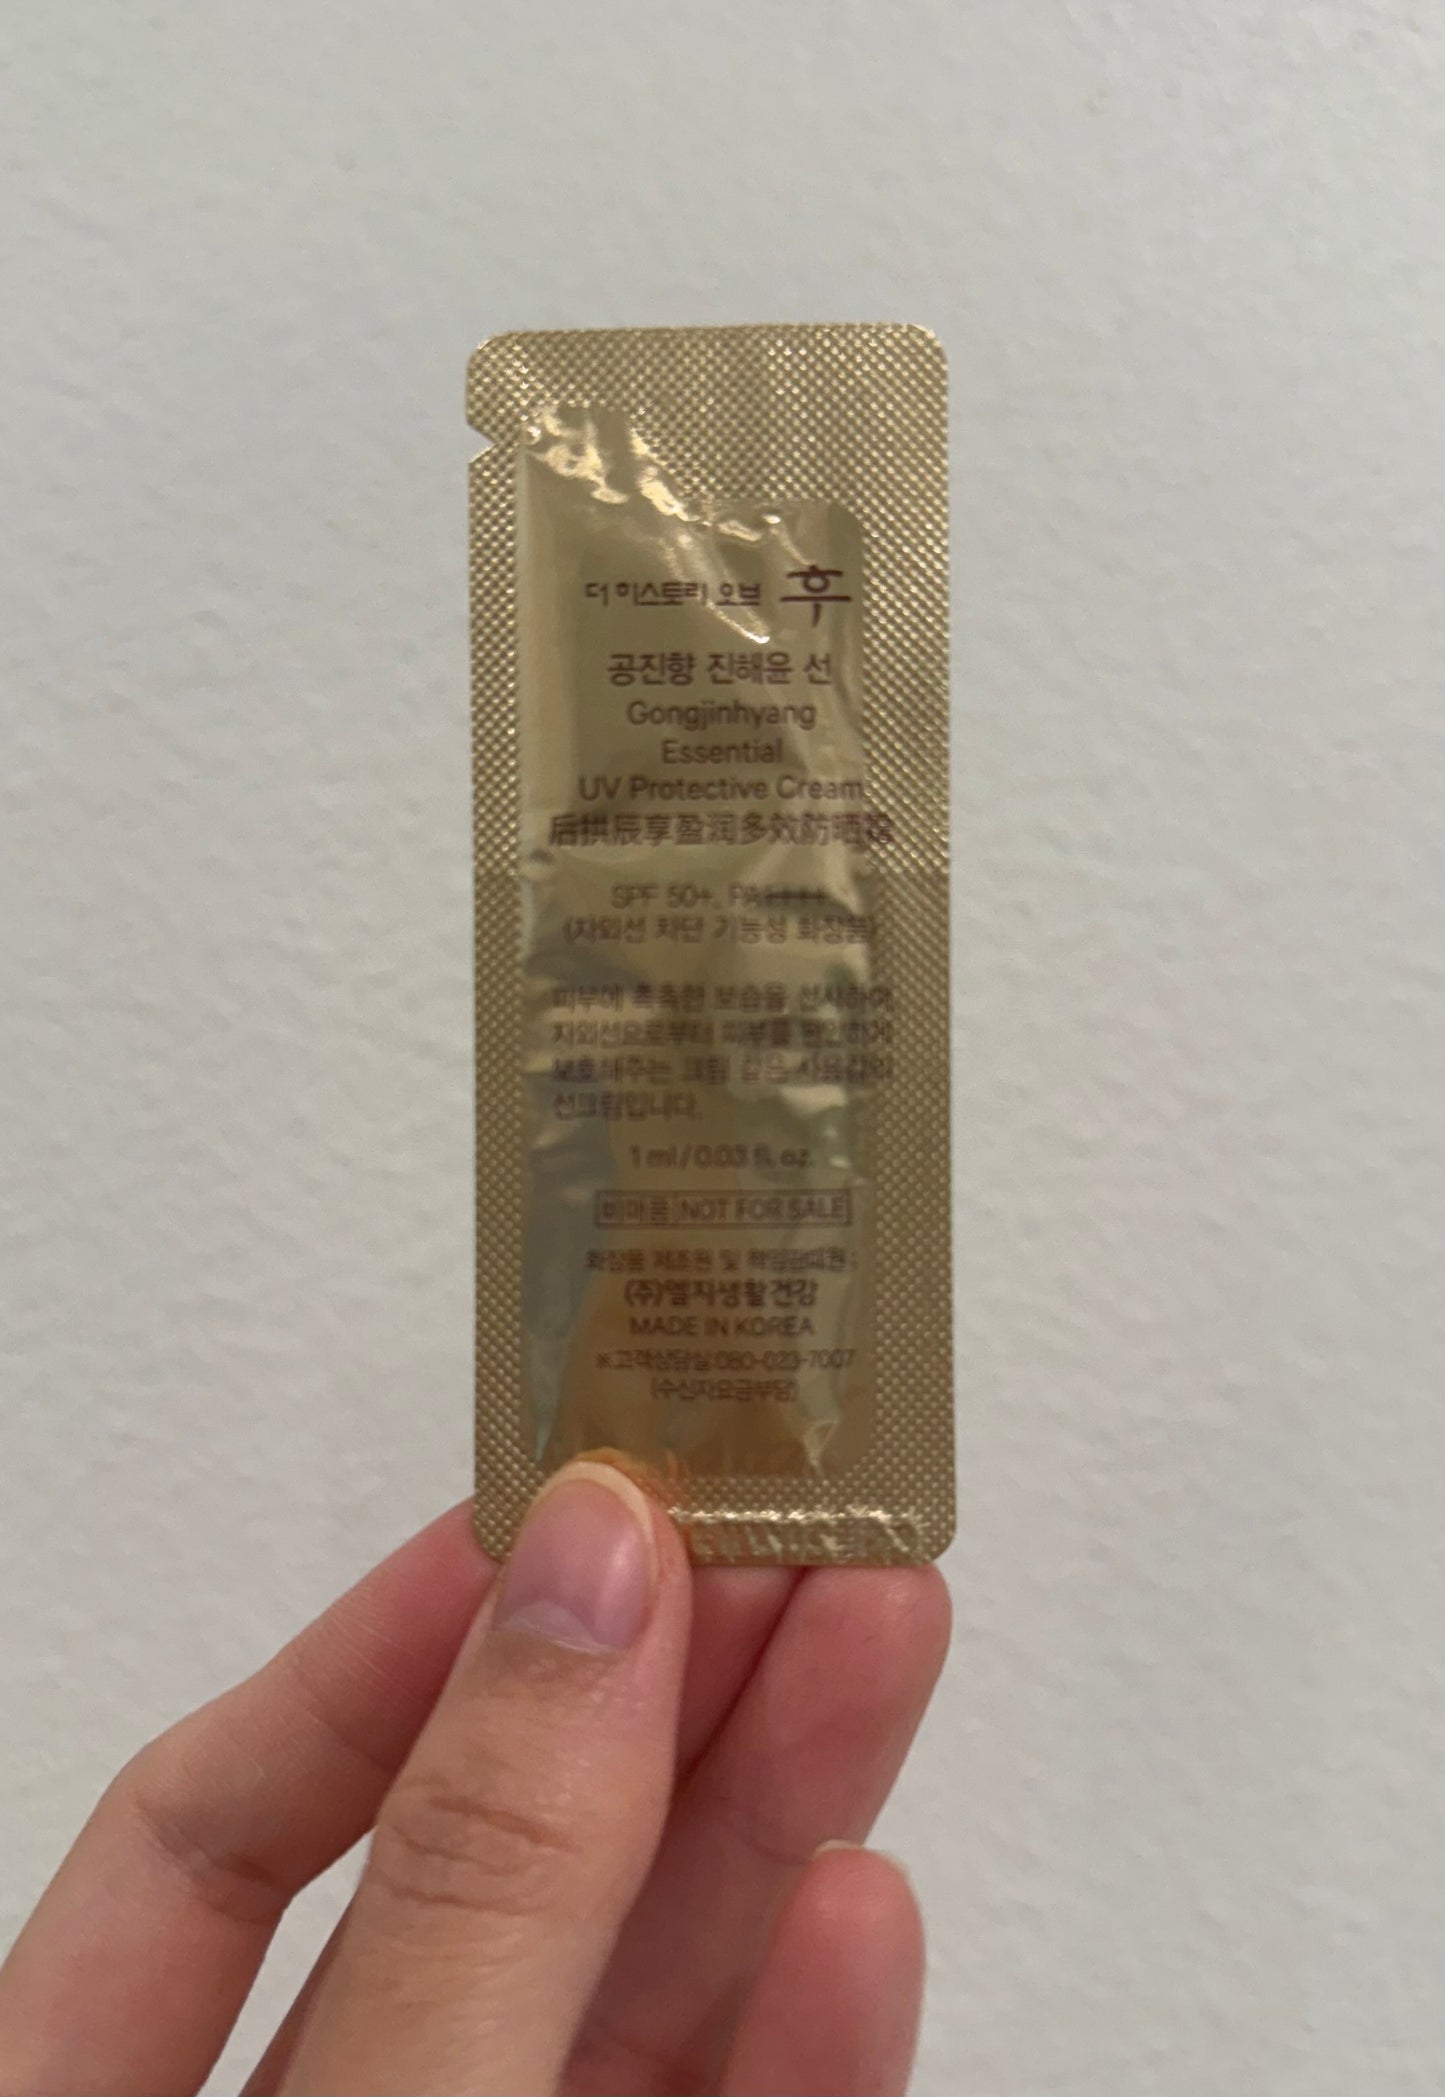 더 히스토리 오브 후
공진향 진해윤 선
Gongjinhyang
Essential
UV Protective Cream
后拱辰享盈润多效防晒霜
SPF 50+, PA++++
(자외선 차단 기능성 화장품)
피부에 촉촉한 보습을 선사하여
자외선으로부터 피부를 편안하게
보호해주는 크림 같은 사용감의
선크림입니다.
1 ml / 0.03 fl. oz.
비매품 NOT FOR SALE
화장품 제조원 및 책임판매원 :
(주)엘지생활건강
MADE IN KOREA
※고객상담실:080-023-7007
(수신자요금부담)